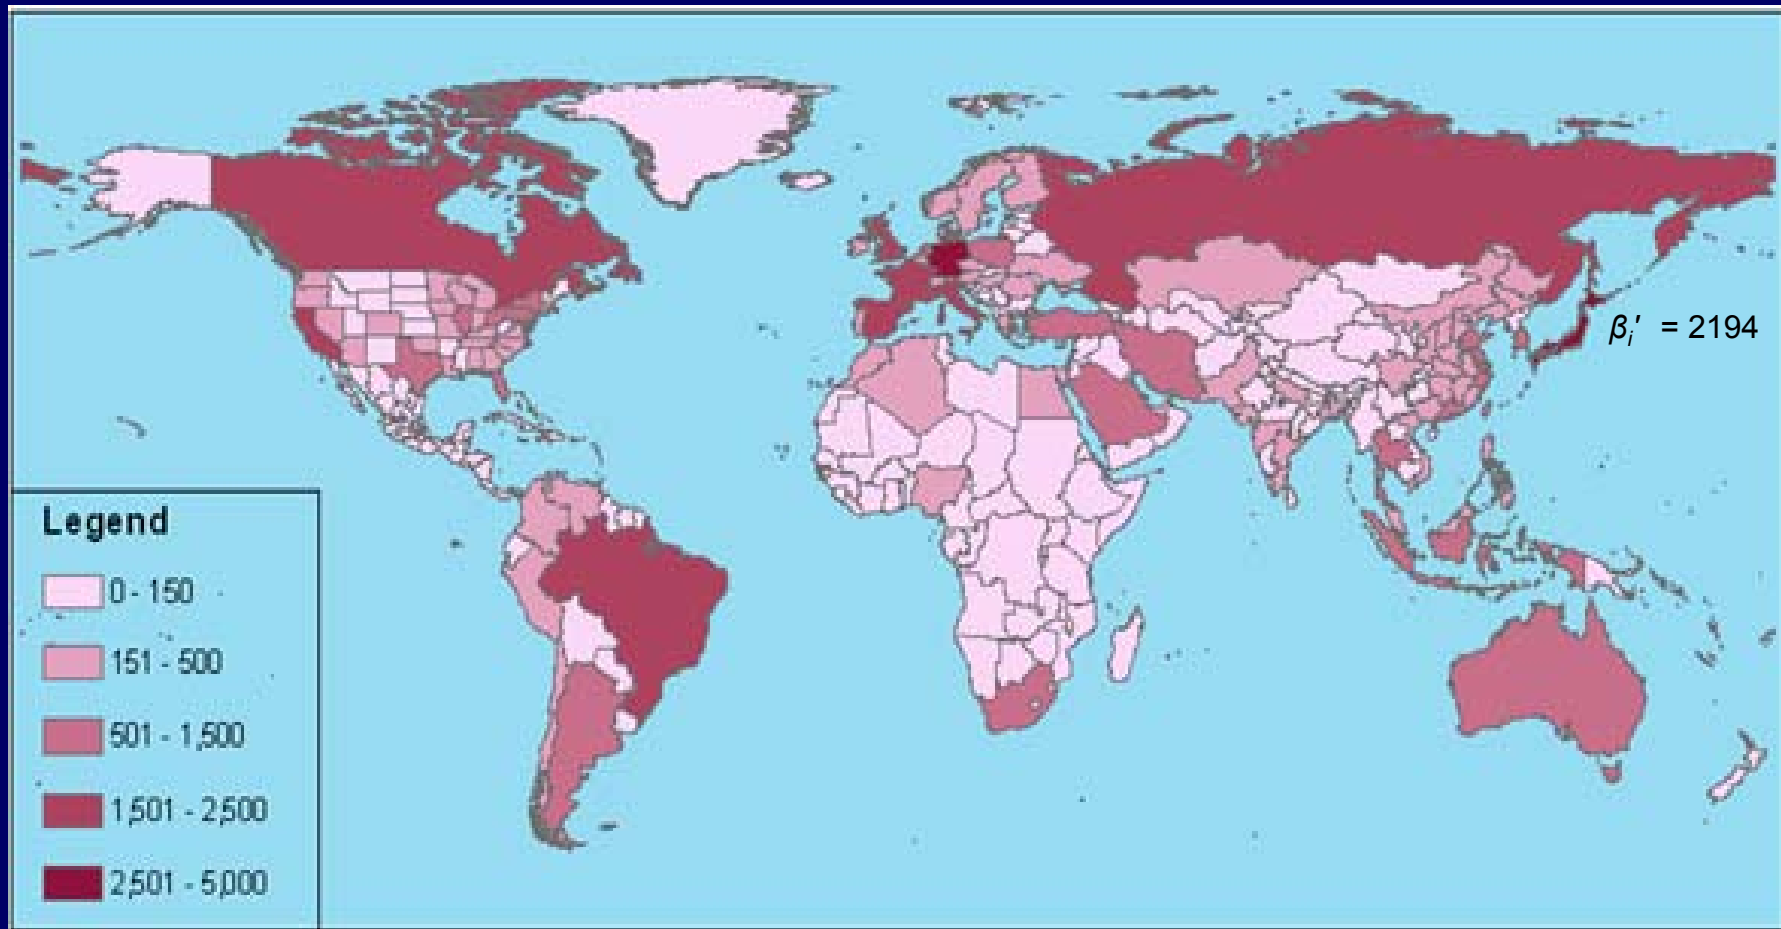 βᵢ′ = 2194
Legend
0 - 150
151 - 500
501 - 1,500
1,501 - 2,500
2,501 - 5,000